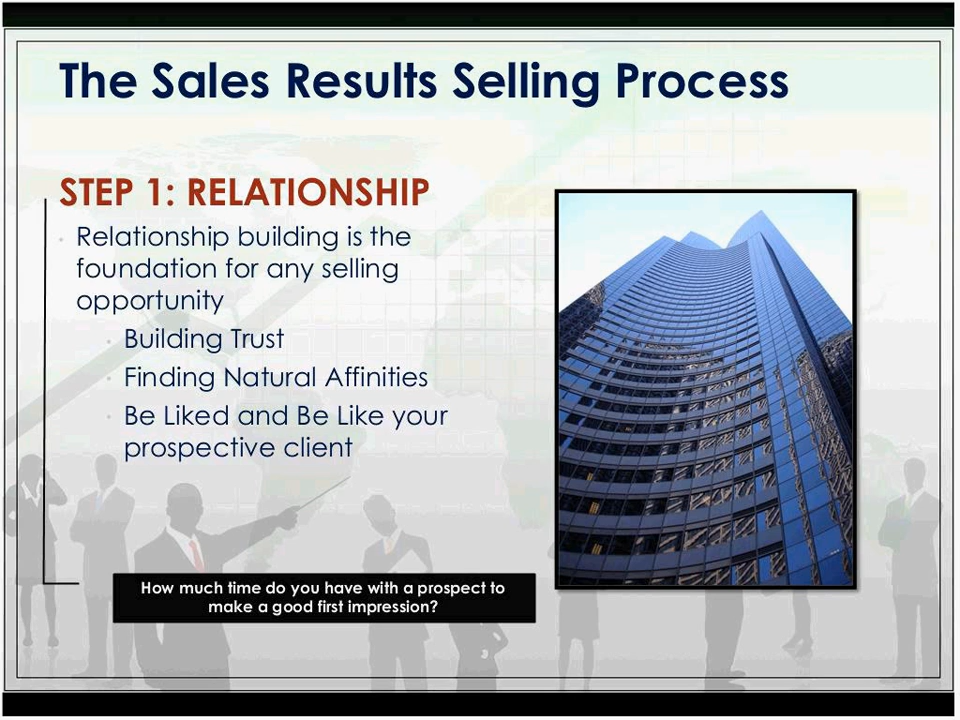 The Sales Results Selling Process
STEP 1: RELATIONSHIP
Relationship building is the
foundation for any selling
opportunity
Building Trust
Finding Natural Affinities
Be Liked and Be Like your
prospective client
How much time do you have with a prospect to
make a good first impression?